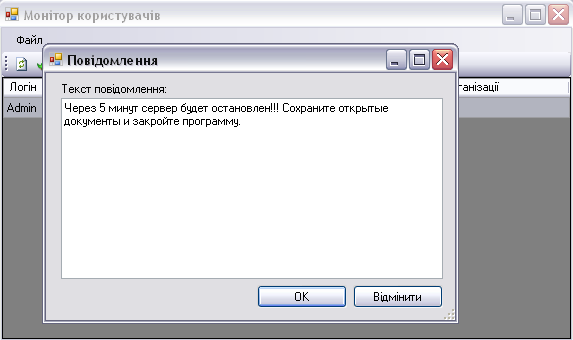 Монітор користувачів
Файл
Повідомлення
Логін
Текст повідомлення:
Admin
Через 5 минут сервер будет остановлен!!! Сохраните открытые
документы и закройте программу.
OK
Відмінити